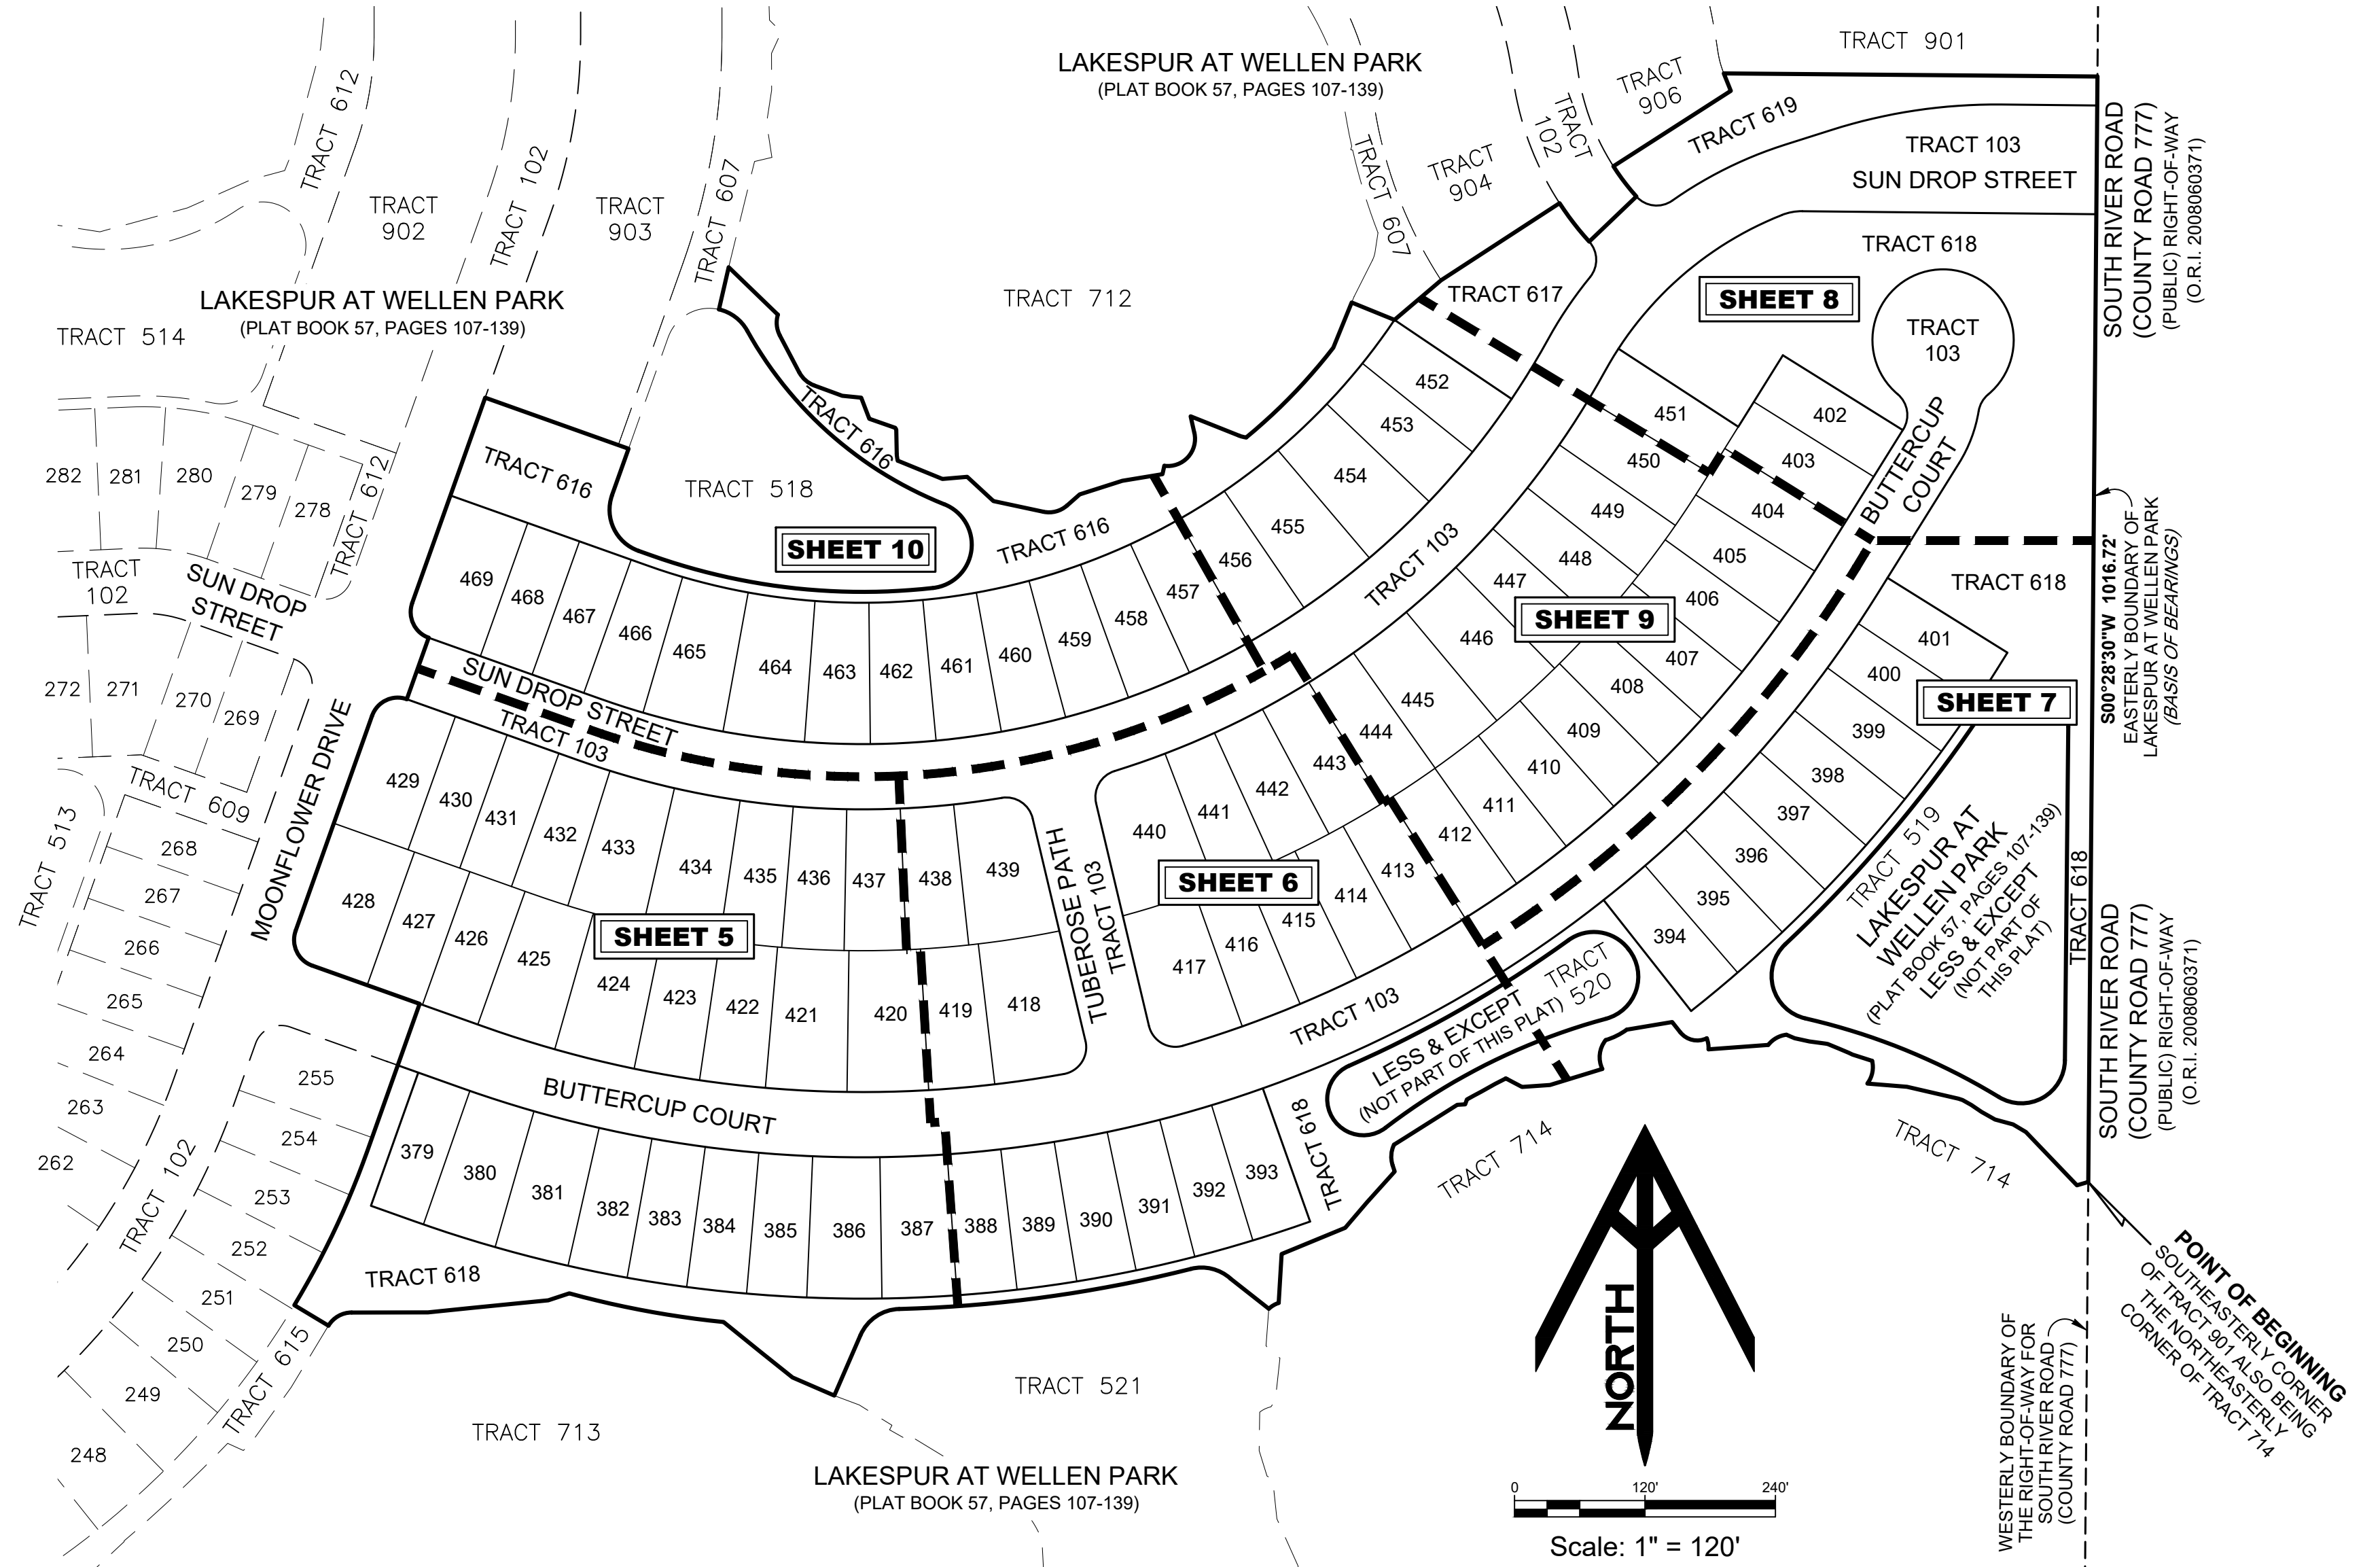 TRACT 901
LAKESPUR AT WELLEN PARK
(PLAT BOOK 57, PAGES 107-139)
TRACT 612
TRACT
902
TRACT 102
TRACT
903
TRACT 607
TRACT 607
TRACT
904
TRACT
102
TRACT
906
TRACT 619
TRACT 103
SUN DROP STREET
SOUTH RIVER ROAD
(COUNTY ROAD 777)
(PUBLIC) RIGHT-OF-WAY
(O.R.I. 2008060371)
LAKESPUR AT WELLEN PARK
(PLAT BOOK 57, PAGES 107-139)
TRACT 514
TRACT 712
TRACT 617
TRACT 618
SHEET 8
TRACT
103
BUTTERCUP
COURT
282
281
280
279
278
TRACT 612
TRACT 616
TRACT 518
TRACT 616
SHEET 10
TRACT 616
452
453
454
455
456
457
458
459
460
461
462
463
464
465
466
467
468
469
TRACT 103
451
450
449
448
447
446
445
444
443
442
441
440
402
403
404
405
406
407
408
409
410
411
412
413
414
415
416
417
SHEET 9
TRACT 618
401
400
399
398
397
396
395
394
SHEET 7
S00°28'30"W 1016.72'
EASTERLY BOUNDARY OF
LAKESPUR AT WELLEN PARK
(BASIS OF BEARINGS)
TRACT
102
SUN DROP
STREET
272
271
270
269
TRACT 609
TRACT 513
MOONFLOWER DRIVE
SUN DROP STREET
TRACT 103
429
430
431
432
433
434
435
436
437
438
439
428
427
426
425
424
423
422
421
420
419
418
SHEET 5
TUBEROSE PATH
TRACT 103
SHEET 6
TRACT 103
TRACT 519
LAKESPUR AT
WELLEN PARK
(PLAT BOOK 57, PAGES 107-139)
LESS & EXCEPT
(NOT PART OF
THIS PLAT)
TRACT 618
SOUTH RIVER ROAD
(COUNTY ROAD 777)
(PUBLIC) RIGHT-OF-WAY
(O.R.I. 2008060371)
TRACT
520
LESS & EXCEPT
(NOT PART OF THIS PLAT)
268
267
266
265
264
263
262
255
254
253
252
251
250
249
248
TRACT 102
TRACT 615
BUTTERCUP COURT
379
380
381
382
383
384
385
386
387
388
389
390
391
392
393
TRACT 618
TRACT 618
TRACT 714
TRACT 714
TRACT 713
TRACT 521
LAKESPUR AT WELLEN PARK
(PLAT BOOK 57, PAGES 107-139)
NORTH
0 120' 240'
Scale: 1" = 120'
WESTERLY BOUNDARY OF
THE RIGHT-OF-WAY FOR
SOUTH RIVER ROAD
(COUNTY ROAD 777)
POINT OF BEGINNING
SOUTHEASTERLY CORNER
OF TRACT 901 ALSO BEING
THE NORTHEASTERLY
CORNER OF TRACT 714